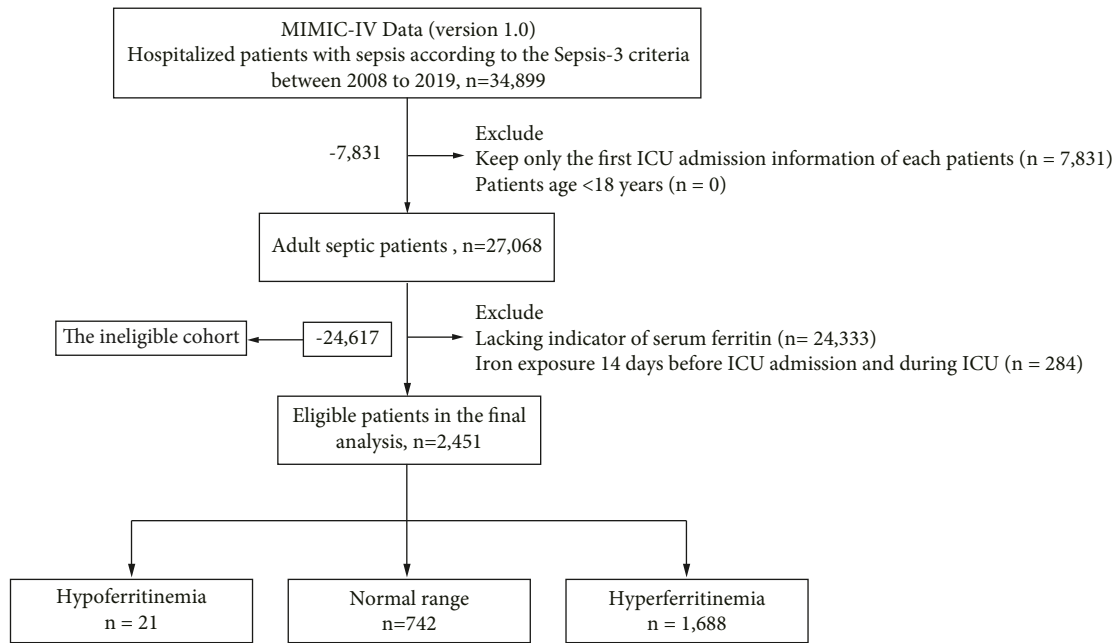 MIMIC-IV Data (version 1.0)
Hospitalized patients with sepsis according to the Sepsis-3 criteria
between 2008 to 2019, n=34,899
-7,831
Exclude
Keep only the first ICU admission information of each patients (n = 7,831)
Patients age <18 years (n = 0)
Adult septic patients , n=27,068
The ineligible cohort
-24,617
Exclude
Lacking indicator of serum ferritin (n= 24,333)
Iron exposure 14 days before ICU admission and during ICU (n = 284)
Eligible patients in the final
analysis, n=2,451
Hypoferritinemia
n = 21
Normal range
n=742
Hyperferritinemia
n = 1,688